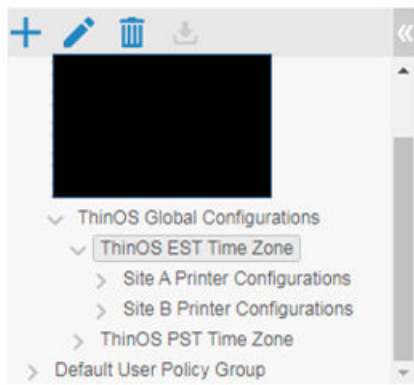 ThinOS Global Configurations
ThinOS EST Time Zone
Site A Printer Configurations
Site B Printer Configurations
ThinOS PST Time Zone
Default User Policy Group